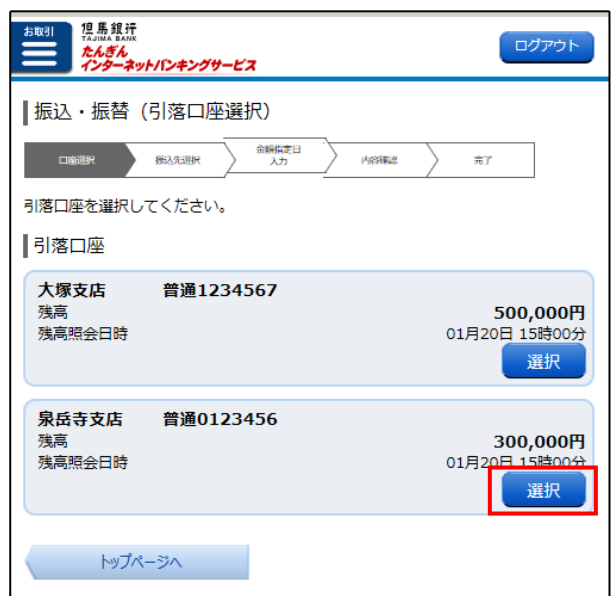 お取引
但馬銀行
TAJIMA BANK
たんぎん
インターネットバンキングサービス
ログアウト
振込・振替（引落口座選択）
口座選択
振込先選択
金額指定日
入力
内容確認
完了
引落口座を選択してください。
引落口座
大塚支店 普通1234567
残高 500,000円
残高照会日時 01月20日 15時00分
選択
泉岳寺支店 普通0123456
残高 300,000円
残高照会日時 01月20日 15時00分
選択
トップページへ